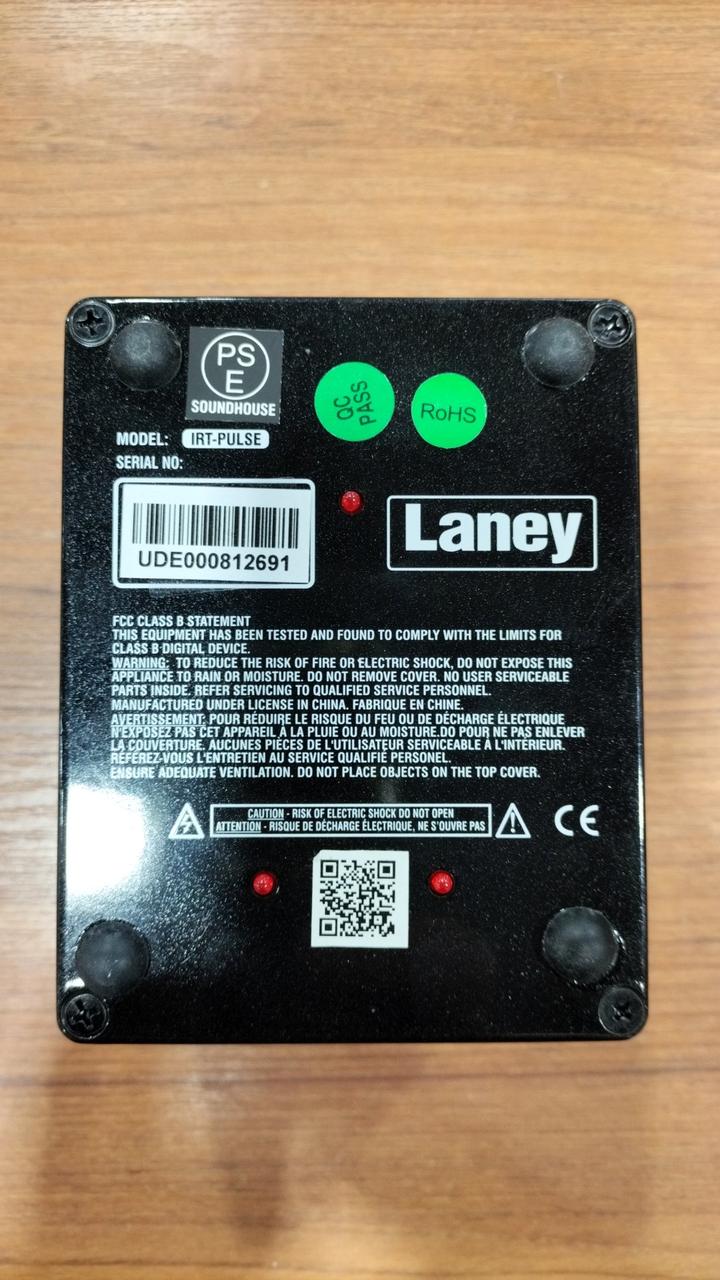 PS
E
SOUNDHOUSE
QC
PASS
RoHS
MODEL: IRT-PULSE
SERIAL NO:
UDE000812691
Laney
FCC CLASS B STATEMENT
THIS EQUIPMENT HAS BEEN TESTED AND FOUND TO COMPLY WITH THE LIMITS FOR
CLASS B DIGITAL DEVICE.
WARNING: TO REDUCE THE RISK OF FIRE OR ELECTRIC SHOCK, DO NOT EXPOSE THIS
APPLIANCE TO RAIN OR MOISTURE. DO NOT REMOVE COVER. NO USER SERVICEABLE
PARTS INSIDE. REFER SERVICING TO QUALIFIED SERVICE PERSONNEL.
MANUFACTURED UNDER LICENSE IN CHINA. FABRIQUE EN CHINE.
AVERTISSEMENT: POUR RÉDUIRE LE RISQUE DU FEU OU DE DÉCHARGE ÉLECTRIQUE
N'EXPOSEZ PAS CET APPAREIL À LA PLUIE OU AU MOISTURE.DO POUR NE PAS ENLEVER
LA COUVERTURE. AUCUNES PIÉCES DE L'UTILISATEUR SERVICEABLE À L'INTÉRIEUR.
RÉFÉREZ-VOUS L'ENTRETIEN AU SERVICE QUALIFIÉ PERSONNEL.
ENSURE ADEQUATE VENTILATION. DO NOT PLACE OBJECTS ON THE TOP COVER.
CAUTION - RISK OF ELECTRIC SHOCK DO NOT OPEN
ATTENTION - RISQUE DE DÉCHARGE ÉLECTRIQUE, NE S'OUVRE PAS
CE